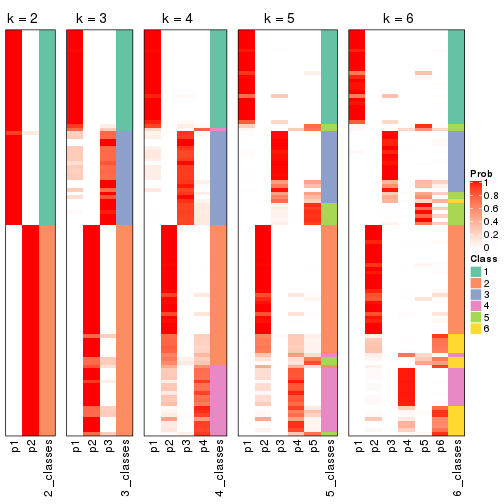 k = 2
k = 3
k = 4
k = 5
k = 6
Prob
1
0.8
0.6
0.4
0.2
0
Class
1
2
3
4
5
6
p1
p2
2_classes
p1
p2
p3
3_classes
p1
p2
p3
p4
4_classes
p1
p2
p3
p4
p5
5_classes
p1
p2
p3
p4
p5
p6
6_classes